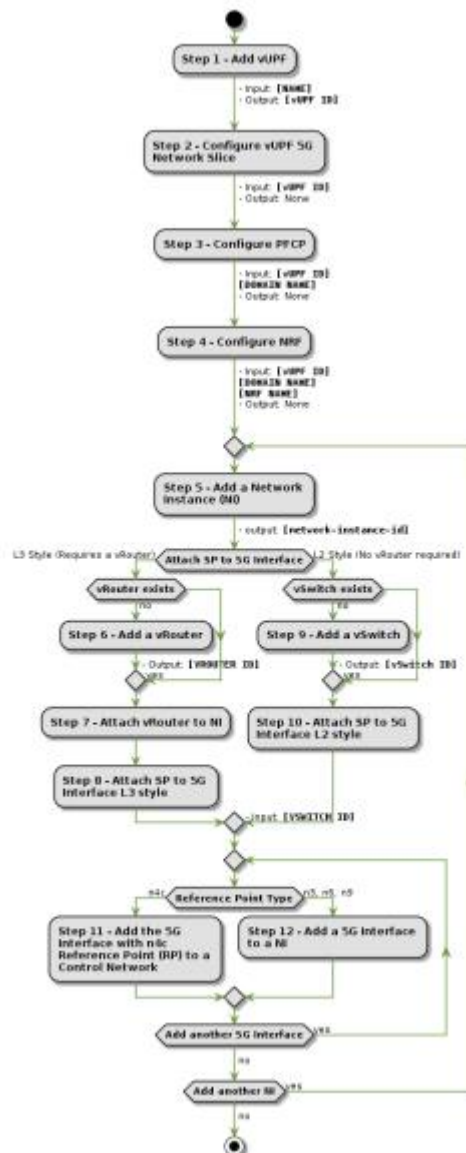 Step 1 - Add vUPF
- Input: [NAME]
- Output: [vUPF ID]
Step 2 - Configure vUPF 5G
Network Slice
- Input: [vUPF ID]
- Output: None
Step 3 - Configure PFCP
- Input: [vUPF ID]
[DOMAIN NAME]
- Output: None
Step 4 - Configure NRF
- Input: [vUPF ID]
[DOMAIN NAME]
[NRF NAME]
- Output: None
Step 5 - Add a Network
Instance (NI)
- output [network-instance-id]
L3 Style (Requires a vRouter)
Attach SP to 5G Interface
L2 Style (No vRouter required)
vRouter exists
vSwitch exists
no
no
Step 6 - Add a vRouter
Step 9 - Add a vSwitch
- Output: [VROUTER ID]
yes
- Output: [vSwitch ID]
yes
Step 7 - Attach vRouter to NI
Step 10 - Attach SP to 5G
Interface L2 style
Step 8 - Attach SP to 5G
Interface L3 style
- input [VSWITCH ID]
n4c
Reference Point Type
n3, n6, n9
Step 11 - Add the 5G
Interface with n4c
Reference Point (RP) to a
Control Network
Step 12 - Add a 5G Interface
to a NI
Add another 5G Interface
yes
no
Add another NI
yes
no